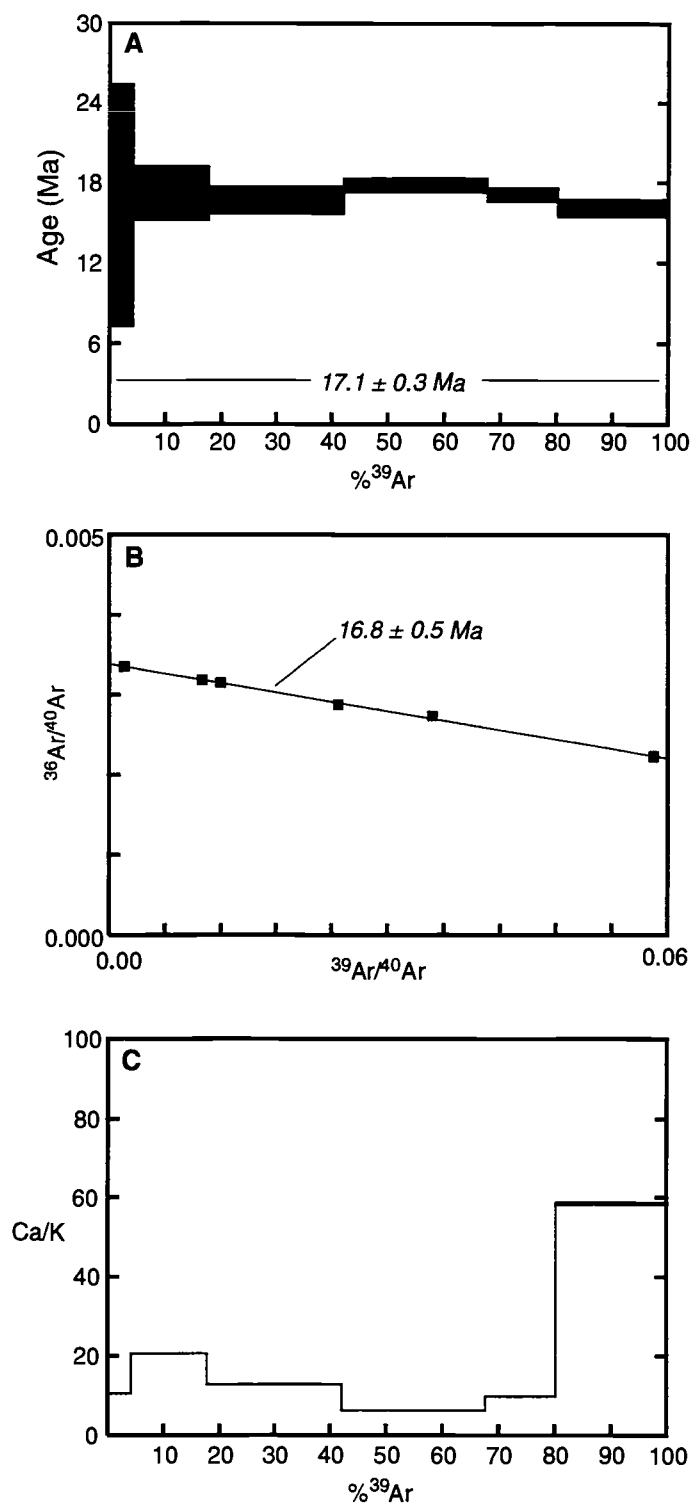 A
30
24
18
12
6
0
Age (Ma)
17.1 ± 0.3 Ma
10 20 30 40 50 60 70 80 90 100
%³⁹Ar
B
0.005
0.000
³⁶Ar/⁴⁰Ar
16.8 ± 0.5 Ma
0.00 0.06
³⁹Ar/⁴⁰Ar
C
100
80
60
40
20
0
Ca/K
10 20 30 40 50 60 70 80 90 100
%³⁹Ar